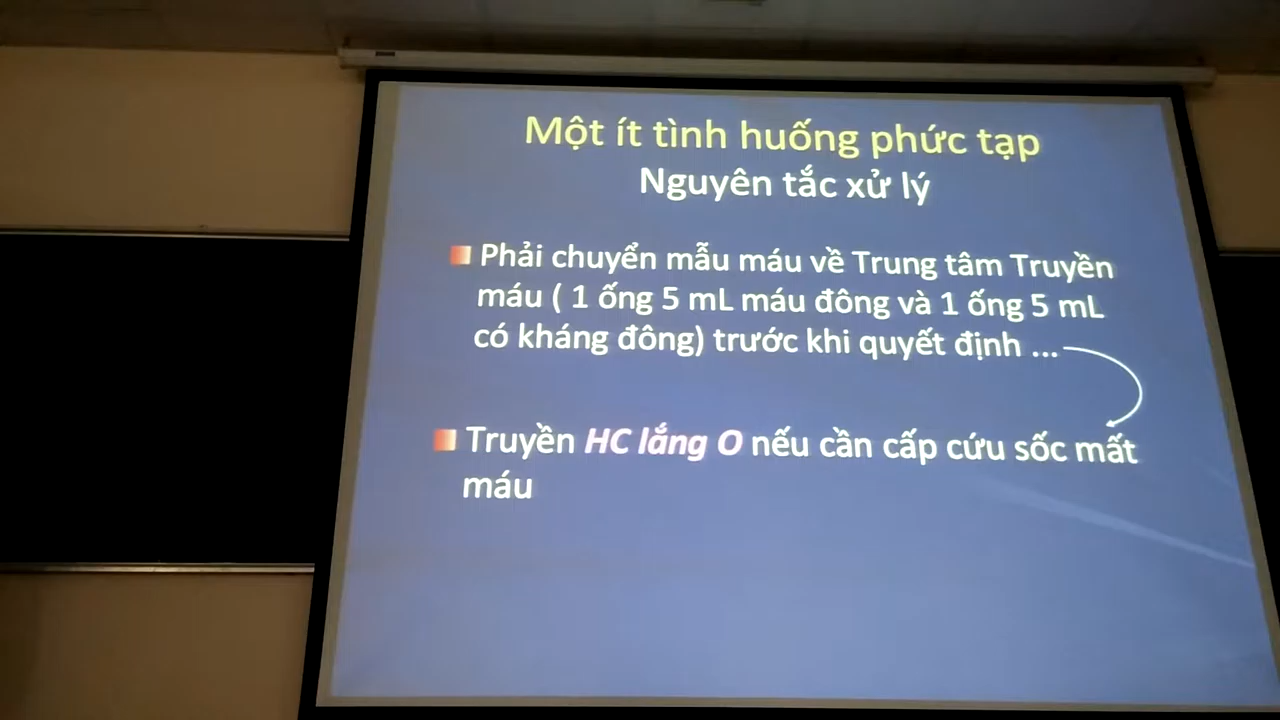 Một ít tình huống phức tạp
Nguyên tắc xử lý
Phải chuyển mẫu máu về Trung tâm Truyền
máu ( 1 ống 5 mL máu đông và 1 ống 5 mL
có kháng đông) trước khi quyết định ...
Truyền HC lắng O nếu cần cấp cứu sốc mất
máu